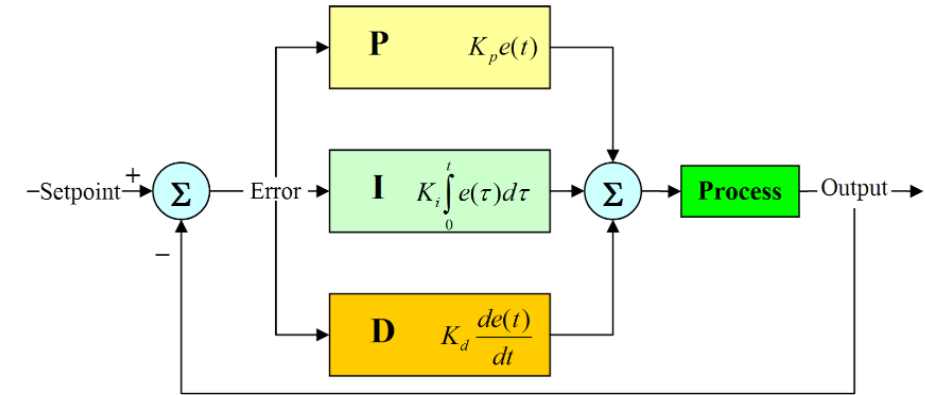 P K_p e(t)
+
–Setpoint
Σ
–
Error
I K_i ∫_0^t e(τ)dτ
Σ
Process
Output
D K_d de(t)/dt